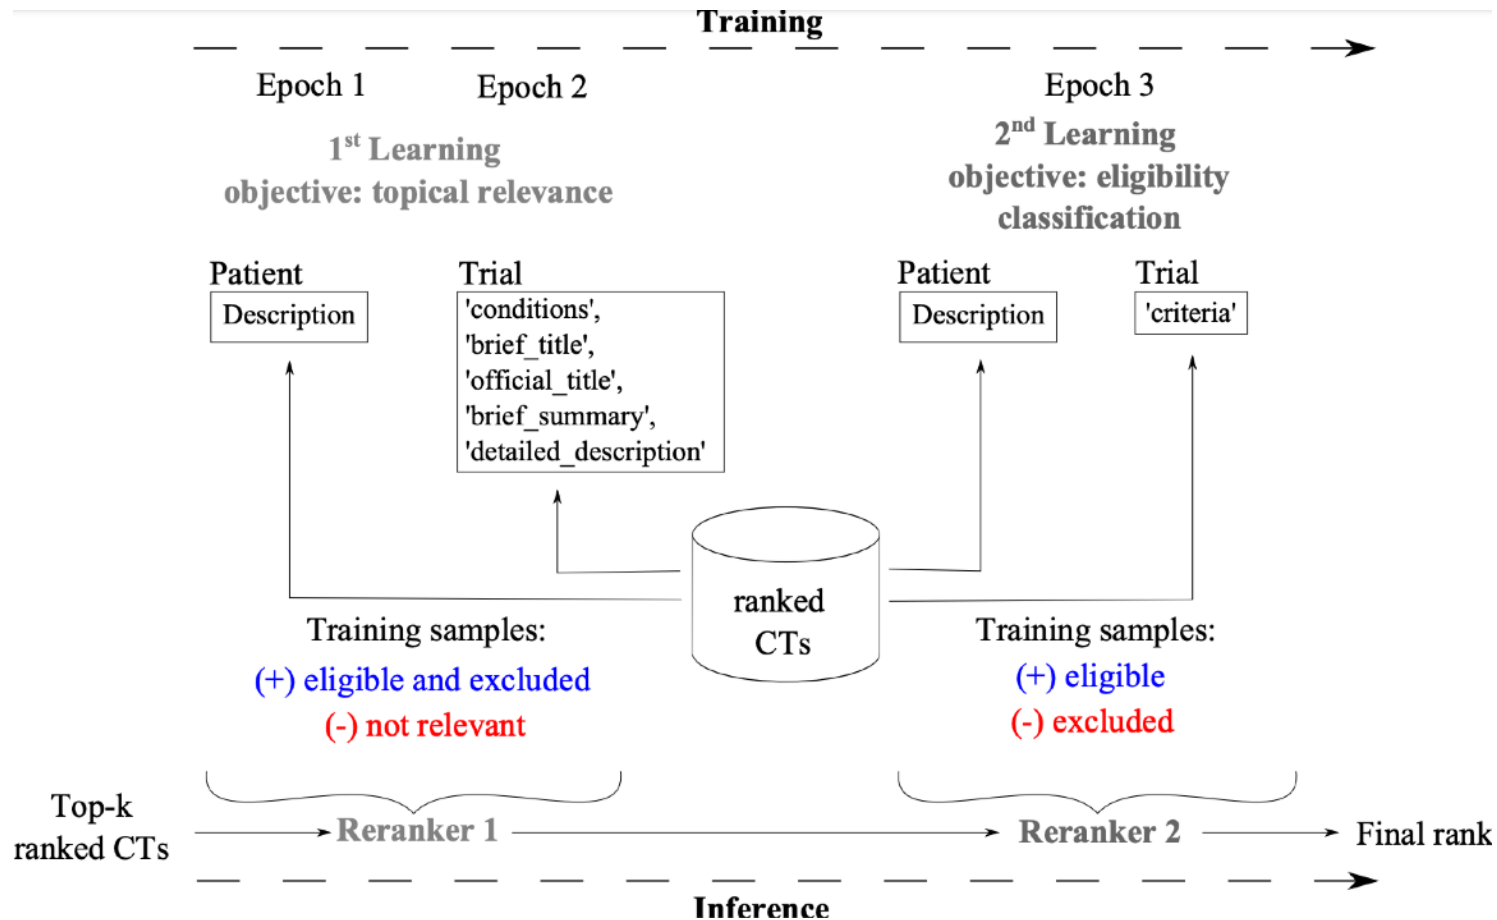 Training
Epoch 1
Epoch 2
Epoch 3
1st Learning
objective: topical relevance
2nd Learning
objective: eligibility
classification
Patient
Description
Trial
'conditions',
'brief_title',
'official_title',
'brief_summary',
'detailed_description'
Patient
Description
Trial
'criteria'
ranked
CTs
Training samples:
(+) eligible and excluded
(-) not relevant
Training samples:
(+) eligible
(-) excluded
Top-k
ranked CTs
Reranker 1
Reranker 2
Final rank
Inference